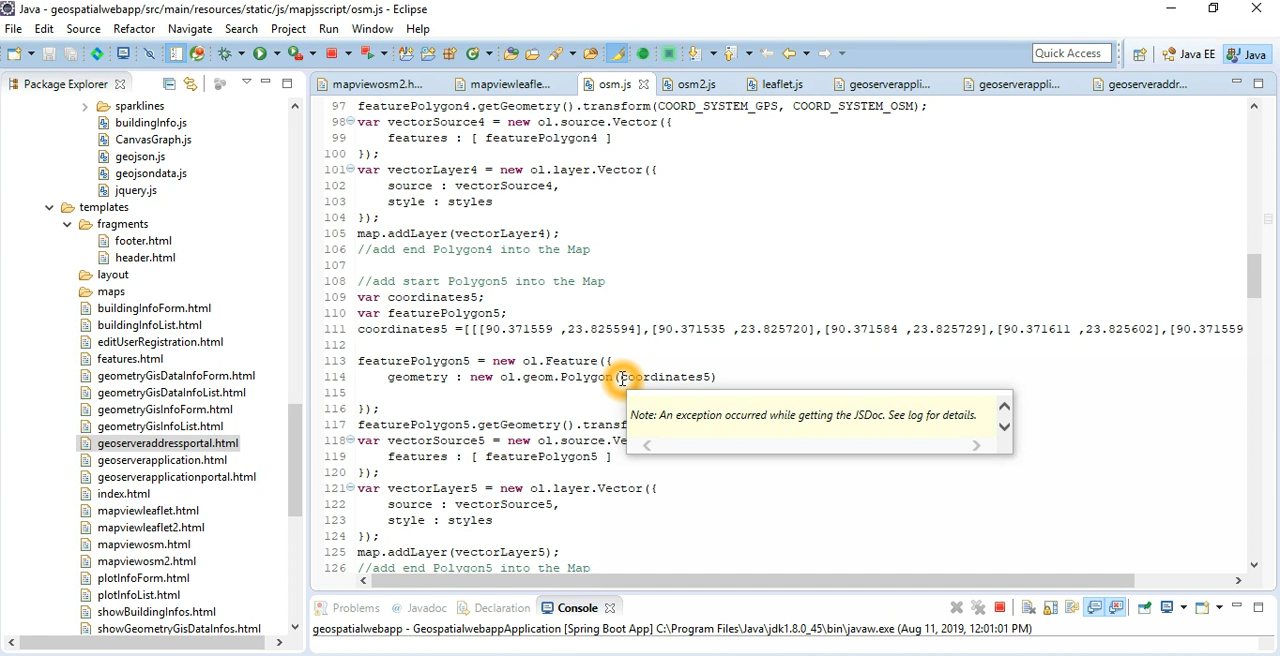 Java - geospatialwebapp/src/main/resources/static/js/mapjsscript/osm.js - Eclipse
File Edit Source Refactor Navigate Search Project Run Window Help
Quick Access
Java EE
Java
Package Explorer
mapviewosm2.h...
mapviewleafle...
osm.js
osm2.js
leaflet.js
geoserverappli...
geoserverappli...
geoserveraddr...
sparklines
buildingInfo.js
CanvasGraph.js
geojson.js
geojsondata.js
jquery.js
templates
fragments
footer.html
header.html
layout
maps
buildingInfoForm.html
buildingInfoList.html
editUserRegistration.html
features.html
geometryGisDataInfoForm.html
geometryGisDataInfoList.html
geometryGisInfoForm.html
geometryGisInfoList.html
geoserveraddressportal.html
geoserverapplication.html
geoserverapplicationportal.html
index.html
mapviewleaflet.html
mapviewleaflet2.html
mapviewosm.html
mapviewosm2.html
plotInfoForm.html
plotInfoList.html
showBuildingInfos.html
showGeometryGisDataInfos.html
97 featurePolygon4.getGeometry().transform(COORD_SYSTEM_GPS, COORD_SYSTEM_OSM);
98 var vectorSource4 = new ol.source.Vector({
99 features : [ featurePolygon4 ]
100 });
101 var vectorLayer4 = new ol.layer.Vector({
102 source : vectorSource4,
103 style : styles
104 });
105 map.addLayer(vectorLayer4);
106 //add end Polygon4 into the Map
107
108 //add start Polygon5 into the Map
109 var coordinates5;
110 var featurePolygon5;
111 coordinates5 =[[[90.371559 ,23.825594],[90.371535 ,23.825720],[90.371584 ,23.825729],[90.371611 ,23.825602],[90.371559
112
113 featurePolygon5 = new ol.Feature({
114 geometry : new ol.geom.Polygon(coordinates5)
115
116 });
117 featurePolygon5.getGeometry().transf
118 var vectorSource5 = new ol.source.Ve
119 features : [ featurePolygon5 ]
120 });
121 var vectorLayer5 = new ol.layer.Vector({
122 source : vectorSource5,
123 style : styles
124 });
125 map.addLayer(vectorLayer5);
126 //add end Polygon5 into the Map
Note: An exception occurred while getting the JSDoc. See log for details.
Problems @ Javadoc Declaration Console
geospatialwebapp - GeospatialwebappApplication [Spring Boot App] C:\Program Files\Java\jdk1.8.0_45\bin\javaw.exe (Aug 11, 2019, 12:01:01 PM)